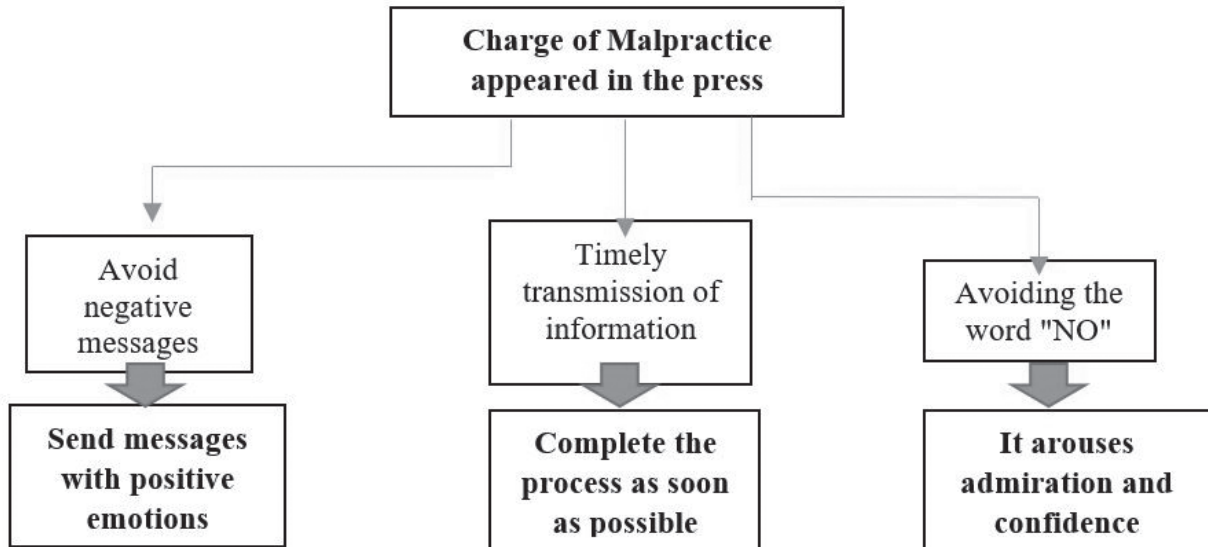 Charge of Malpractice
appeared in the press
Avoid
negative
messages
Send messages
with positive
emotions
Timely
transmission of
information
Complete the
process as soon
as possible
Avoiding the
word "NO"
It arouses
admiration and
confidence